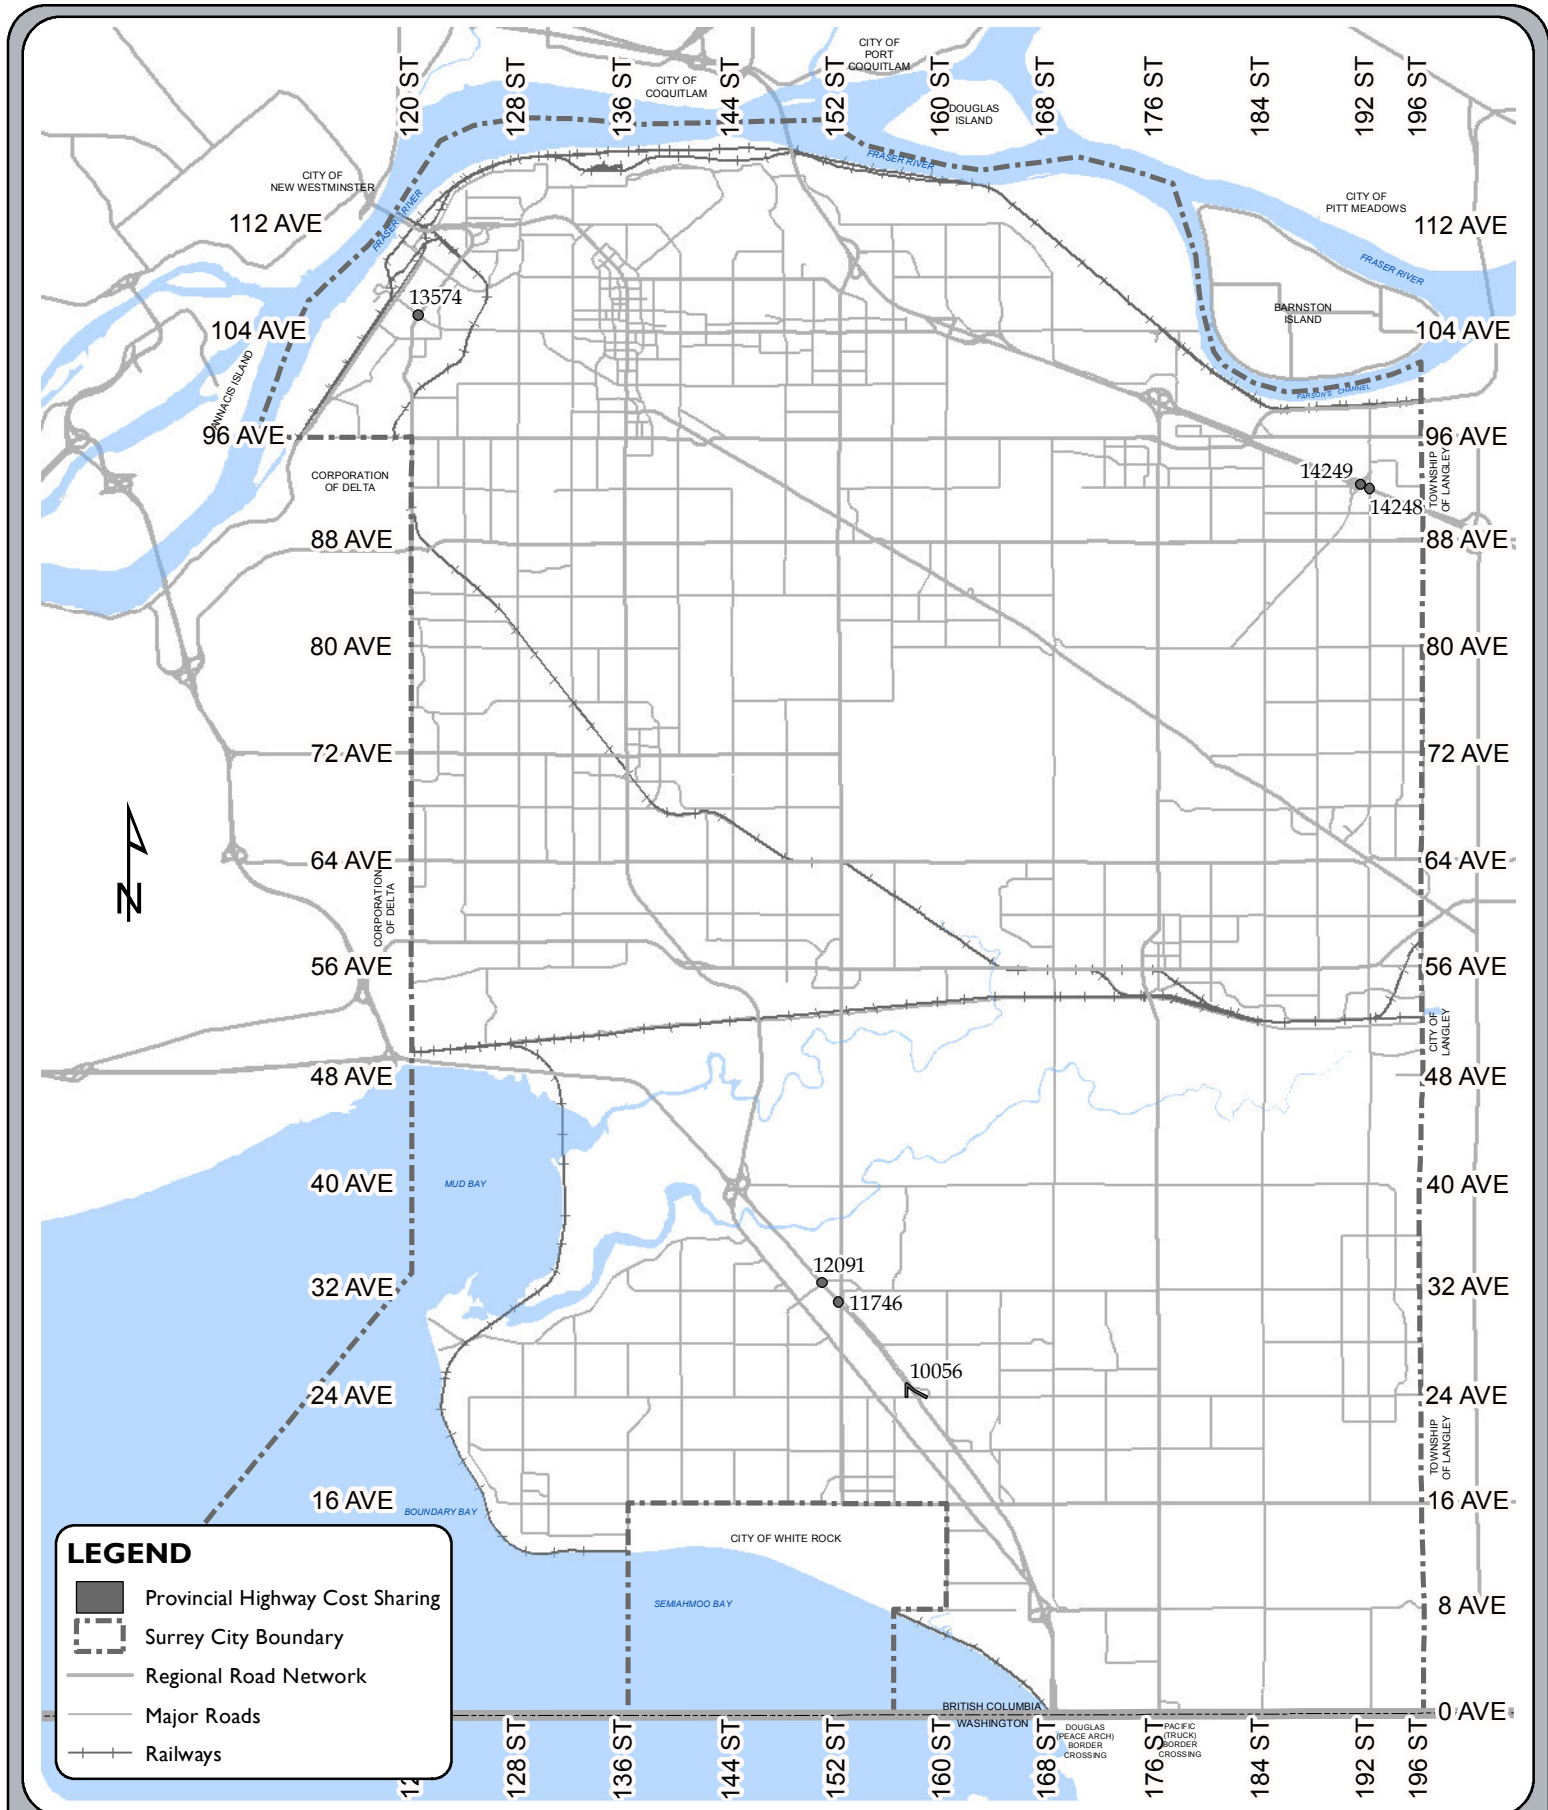 120 ST
128 ST
136 ST
144 ST
152 ST
160 ST
168 ST
176 ST
184 ST
192 ST
196 ST
CITY OF
PORT
COQUITLAM
CITY OF
COQUITLAM
DOUGLAS
ISLAND
FRASER RIVER
CITY OF
NEW WESTMINSTER
FRASER RIVER
CITY OF
PITT MEADOWS
112 AVE
112 AVE
FRASER RIVER
13574
BARNSTON
ISLAND
104 AVE
104 AVE
ANNACIS ISLAND
PARSON'S CHANNEL
96 AVE
96 AVE
CORPORATION
OF DELTA
14249
14248
TOWNSHIP
OF LANGLEY
88 AVE
88 AVE
80 AVE
80 AVE
72 AVE
72 AVE
N
64 AVE
64 AVE
CORPORATION
OF DELTA
56 AVE
56 AVE
CITY OF
LANGLEY
48 AVE
48 AVE
40 AVE
MUD BAY
40 AVE
12091
32 AVE
11746
32 AVE
10056
24 AVE
24 AVE
TOWNSHIP
OF LANGLEY
16 AVE
BOUNDARY BAY
16 AVE
CITY OF WHITE ROCK
SEMIAHMOO BAY
8 AVE
LEGEND
Provincial Highway Cost Sharing
Surrey City Boundary
Regional Road Network
Major Roads
Railways
BRITISH COLUMBIA
WASHINGTON
0 AVE
DOUGLAS
(PEACE ARCH)
BORDER
CROSSING
PACIFIC
(TRUCK)
BORDER
CROSSING
128 ST
136 ST
144 ST
152 ST
160 ST
168 ST
176 ST
184 ST
192 ST
196 ST